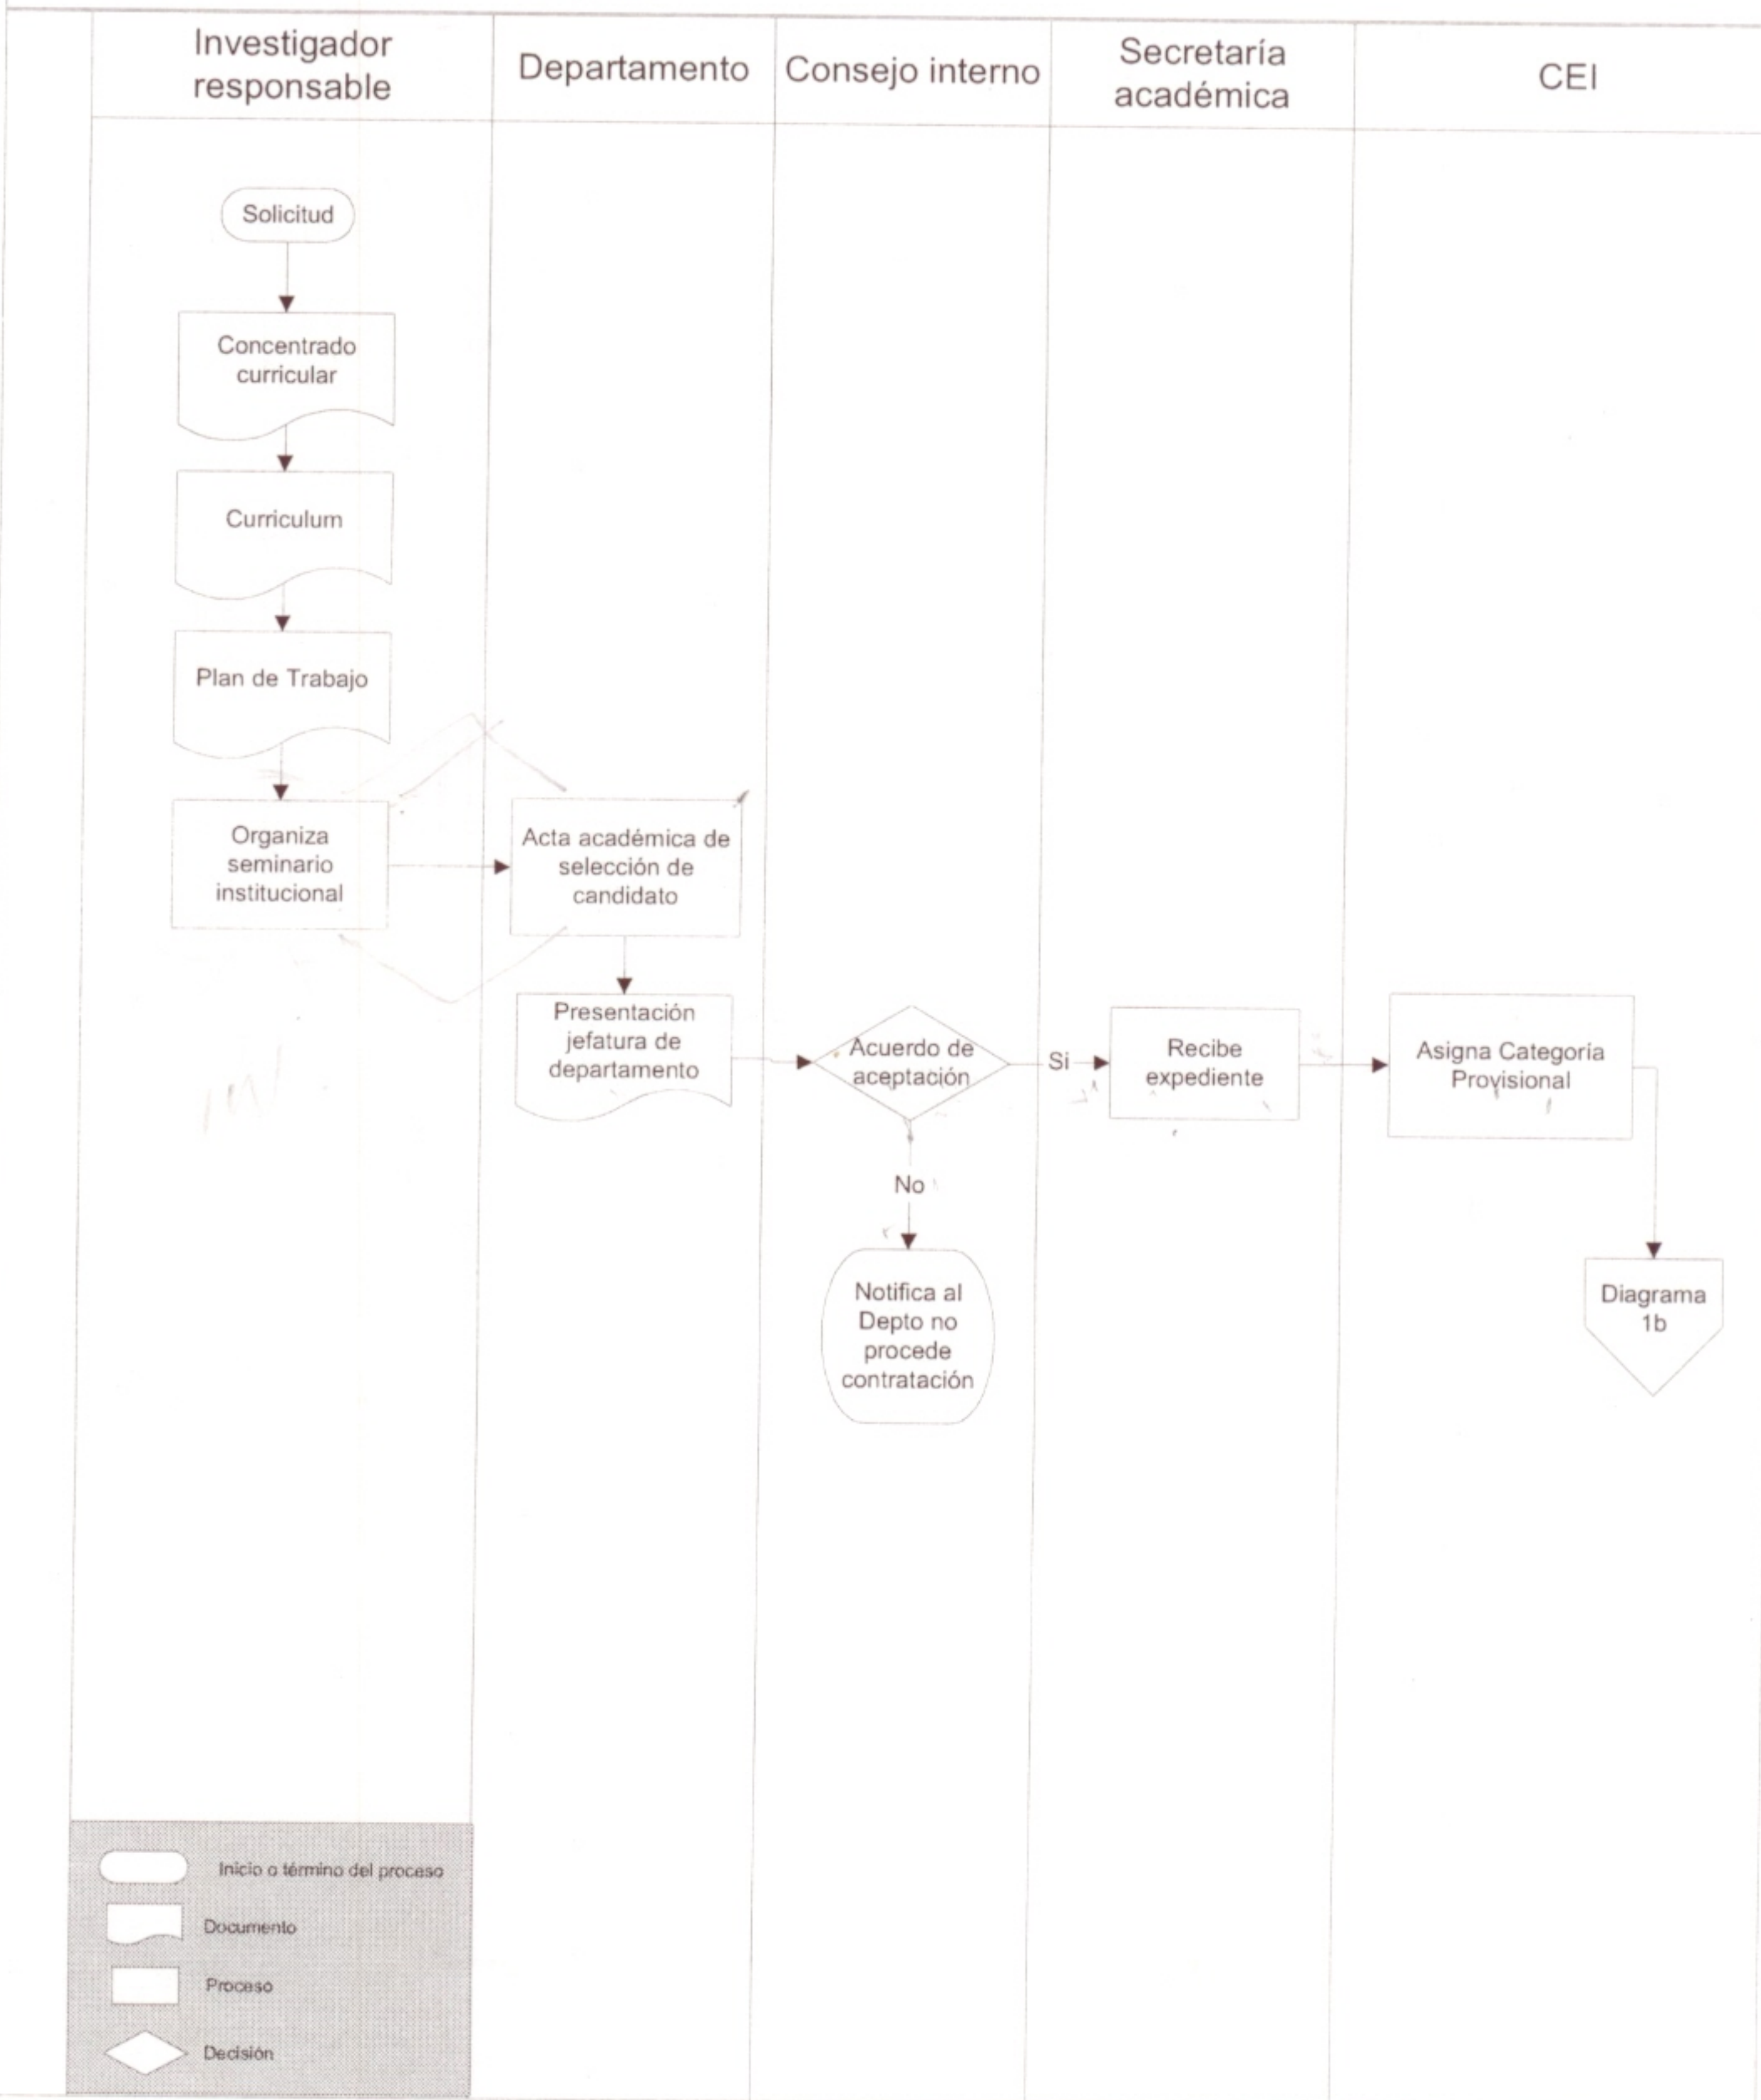 Investigador
responsable
Departamento
Consejo interno
Secretaría
académica
CEI
Solicitud
Concentrado
curricular
Curriculum
Plan de Trabajo
Organiza
seminario
institucional
Acta académica de
selección de
candidato
Presentación
jefatura de
departamento
Acuerdo de
aceptación
Si
Recibe
expediente
Asigna Categoría
Provisional
No
Notifica al
Depto no
procede
contratación
Diagrama
1b
Inicio o término del proceso
Documento
Proceso
Decisión